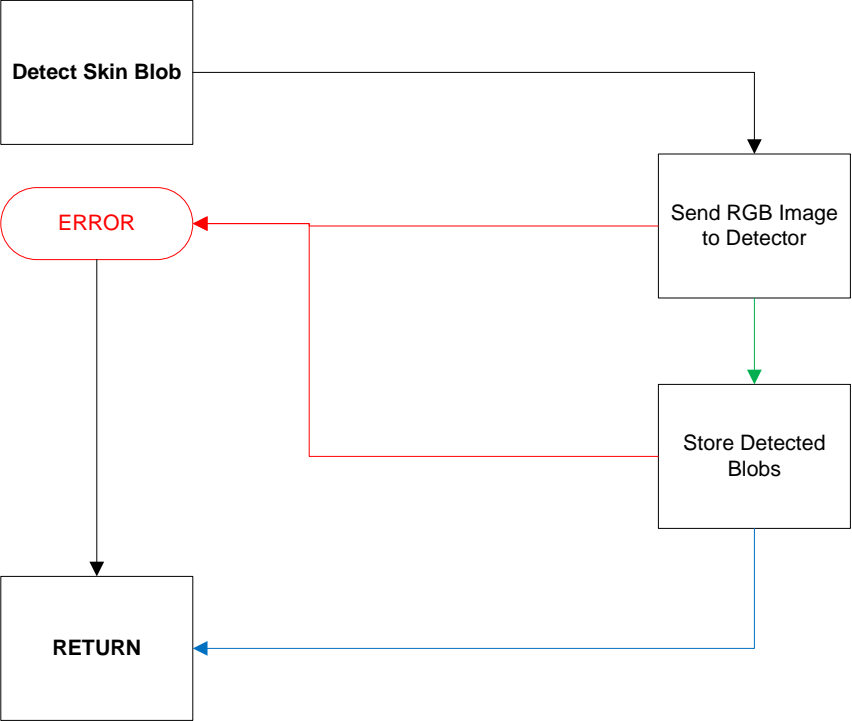 Detect Skin Blob
ERROR
Send RGB Image
to Detector
Store Detected
Blobs
RETURN